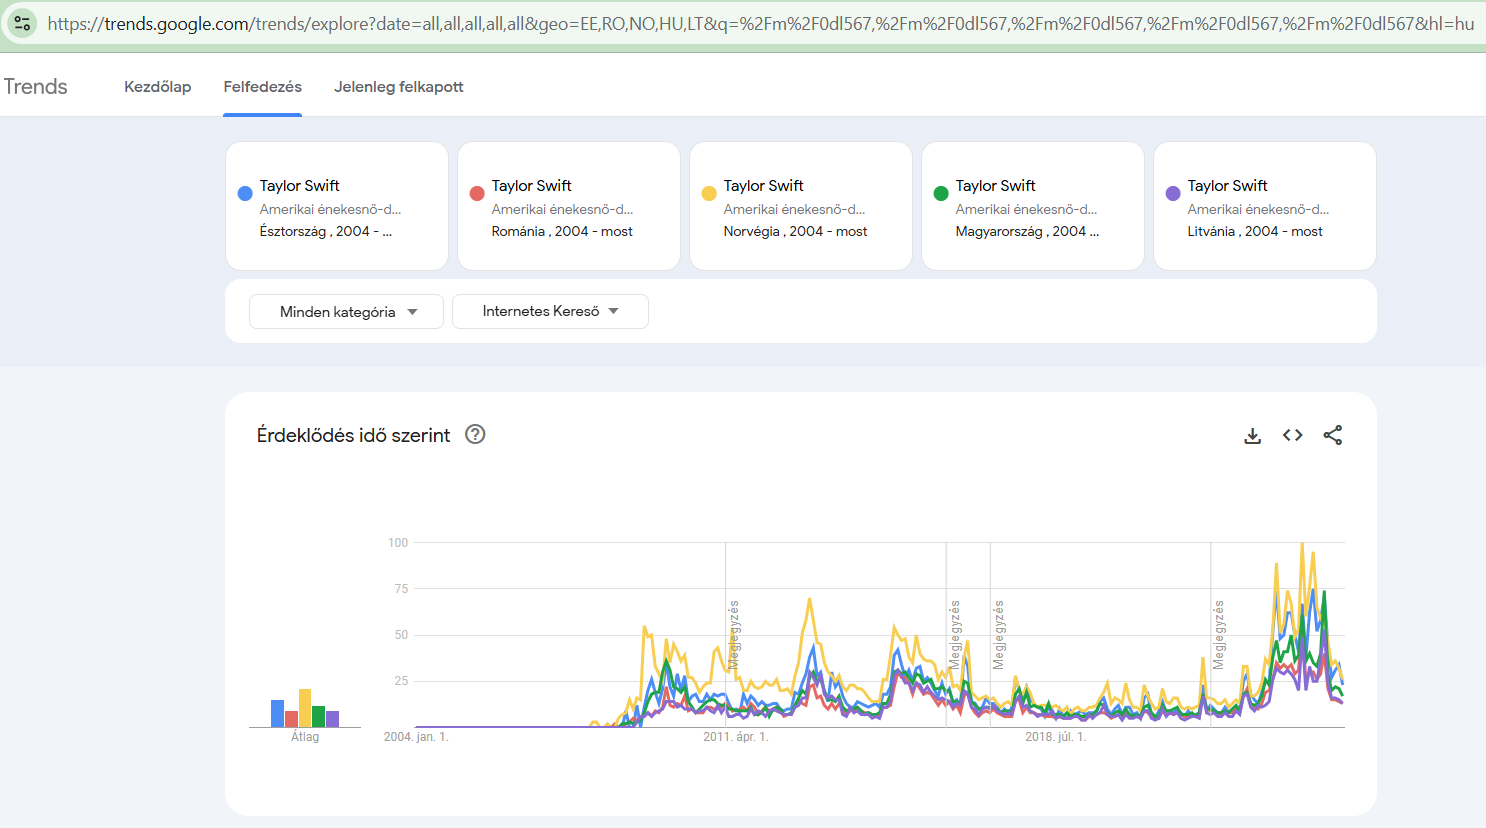 https://trends.google.com/trends/explore?date=all,all,all,all,all&geo=EE,RO,NO,HU,LT&q=%2Fm%2F0dl567,%2Fm%2F0dl567,%2Fm%2F0dl567,%2Fm%2F0dl567,%2Fm%2F0dl567&hl=hu
Trends Kezdőlap Felfedezés Jelenleg felkapott
Taylor Swift
Amerikai énekesnő-d...
Észtország , 2004 - ...
Taylor Swift
Amerikai énekesnő-d...
Románia , 2004 - most
Taylor Swift
Amerikai énekesnő-d...
Norvégia , 2004 - most
Taylor Swift
Amerikai énekesnő-d...
Magyarország , 2004 ...
Taylor Swift
Amerikai énekesnő-d...
Litvánia , 2004 - most
Minden kategória
Internetes Kereső
Érdeklődés idő szerint
100
75
50
25
Megjegyzés
Megjegyzés
Megjegyzés
Megjegyzés
Átlag
2004. jan. 1.
2011. ápr. 1.
2018. júl. 1.